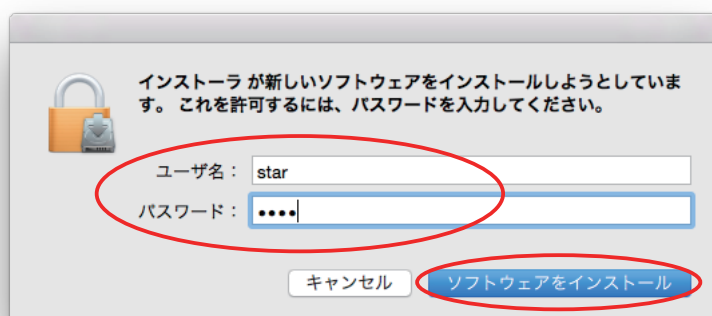 インストーラ が新しいソフトウェアをインストールしようとしていま
す。 これを許可するには、パスワードを入力してください。
ユーザ名： star
パスワード： ••••
キャンセル ソフトウェアをインストール